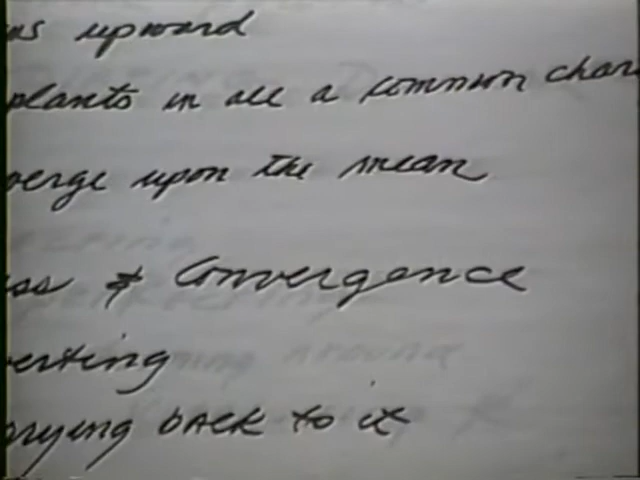 us upward
plants in all a common char
verge upon the mean
ss & Convergence
erting
rying back to it